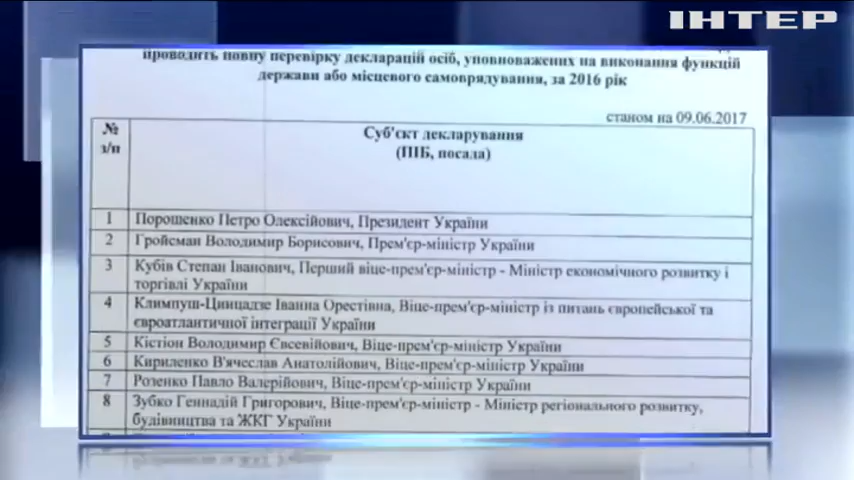 ІНТЕР
проводить повну перевірку декларацій осіб, уповноважених на виконання функцій
держави або місцевого самоврядування, за 2016 рік
станом на 09.06.2017
№
з/п
Суб'єкт декларування
(ПІБ, посада)
1 Порошенко Петро Олексійович, Президент України
2 Гройсман Володимир Борисович, Прем'єр-міністр України
3 Кубів Степан Іванович, Перший віце-прем'єр-міністр - Міністр економічного розвитку і
торгівлі України
4 Климпуш-Цинцадзе Іванна Орестівна, Віце-прем'єр-міністр із питань європейської та
євроатлантичної інтеграції України
5 Кістіон Володимир Євсевійович, Віце-прем'єр-міністр України
6 Кириленко В'ячеслав Анатолійович, Віце-прем'єр-міністр України
7 Розенко Павло Валерійович, Віце-прем'єр-міністр України
8 Зубко Геннадій Григорович, Віце-прем'єр-міністр - Міністр регіонального розвитку,
будівництва та ЖКГ України